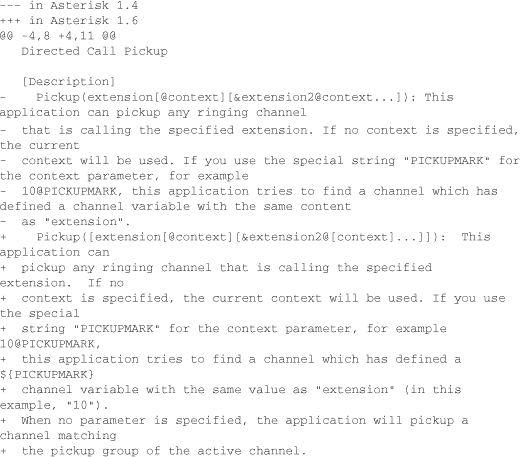 --- in Asterisk 1.4
+++ in Asterisk 1.6
@@ -4,8 +4,11 @@
Directed Call Pickup
[Description]
- Pickup(extension[@context][&extension2@context...]): This
application can pickup any ringing channel
- that is calling the specified extension. If no context is specified,
the current
- context will be used. If you use the special string "PICKUPMARK" for
the context parameter, for example
- 10@PICKUPMARK, this application tries to find a channel which has
defined a channel variable with the same content
- as "extension".
+ Pickup([extension[@context][&extension2@[context]...]]): This
application can
+ pickup any ringing channel that is calling the specified
extension. If no
+ context is specified, the current context will be used. If you use
the special
+ string "PICKUPMARK" for the context parameter, for example
10@PICKUPMARK,
+ this application tries to find a channel which has defined a
${PICKUPMARK}
+ channel variable with the same value as "extension" (in this
example, "10").
+ When no parameter is specified, the application will pickup a
channel matching
+ the pickup group of the active channel.